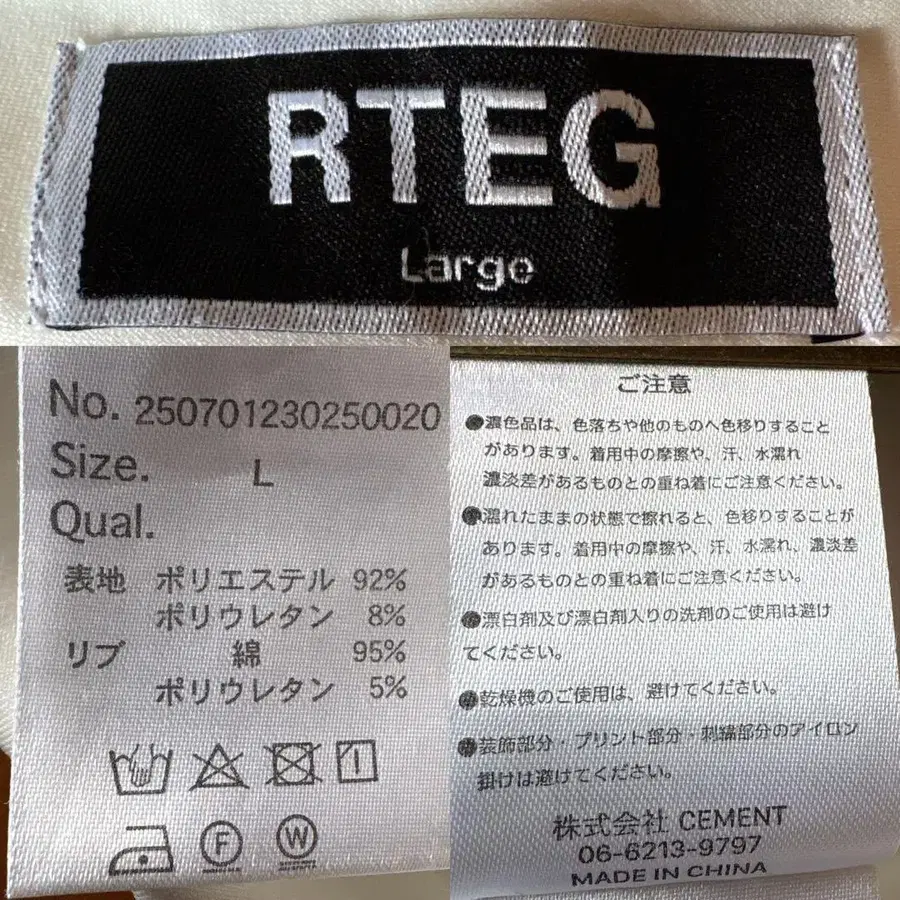 RTEG
Large
No. 250701230250020
Size. L
Qual.
表地 ポリエステル 92%
ポリウレタン 8%
リブ 綿 95%
ポリウレタン 5%
F W
ご注意
●濃色品は、色落ちや他のものへ色移りすること
があります。着用中の摩擦や、汗、水濡れ
濃淡差があるものとの重ね着にご注意ください。
●濡れたままの状態で擦れると、色移りすることが
あります。着用中の摩擦や、汗、水濡れ、濃淡差
があるものとの重ね着にご注意ください。
●漂白剤及び漂白剤入りの洗剤のご使用は避け
てください。
●乾燥機のご使用は、避けてください。
●装飾部分・プリント部分・刺繍部分のアイロン
掛けは避けてください。
株式会社 CEMENT
06-6213-9797
MADE IN CHINA